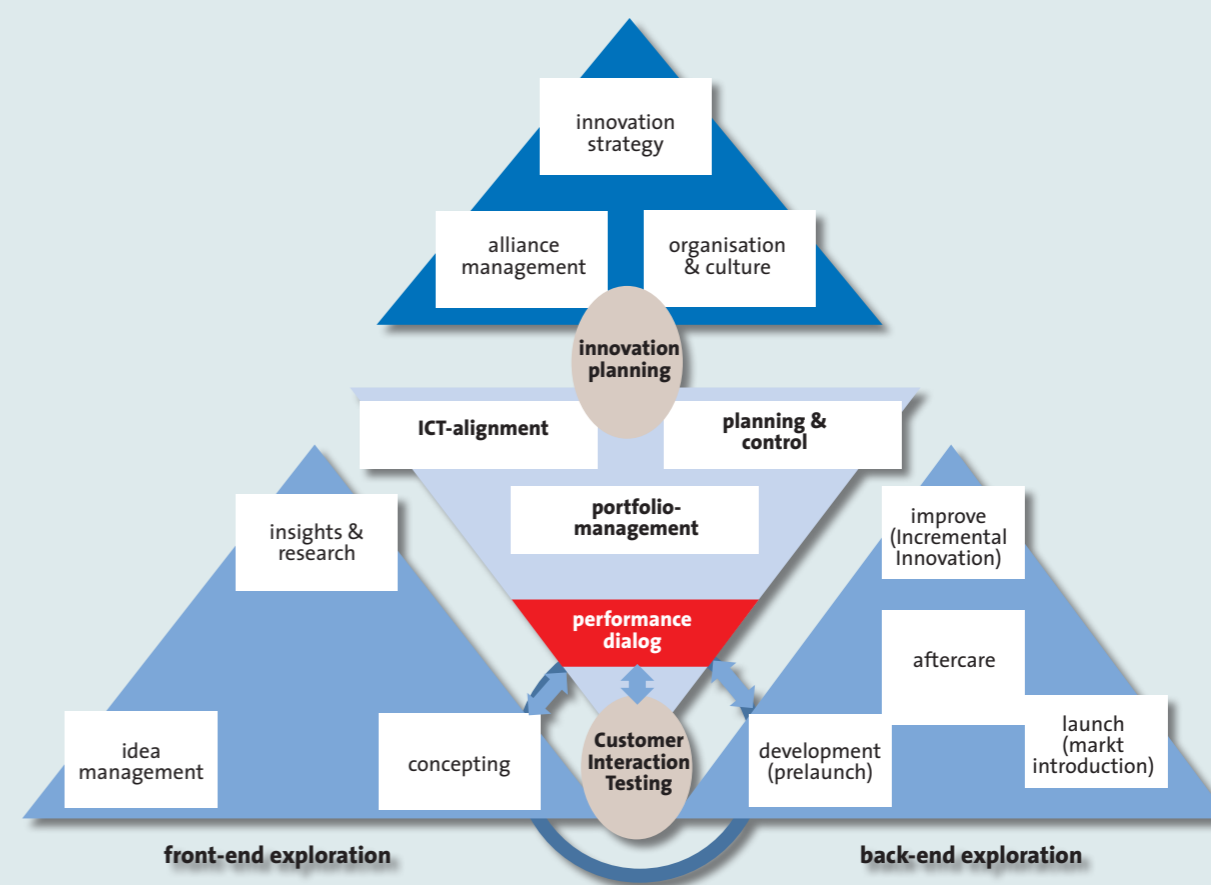 innovation
strategy
alliance
management
organisation
& culture
innovation
planning
ICT-alignment
planning &
control
portfolio-
management
insights &
research
improve
(Incremental
Innovation)
performance
dialog
aftercare
idea
management
concepting
Customer
Interaction
Testing
development
(prelaunch)
launch
(markt
introduction)
front-end exploration
back-end exploration